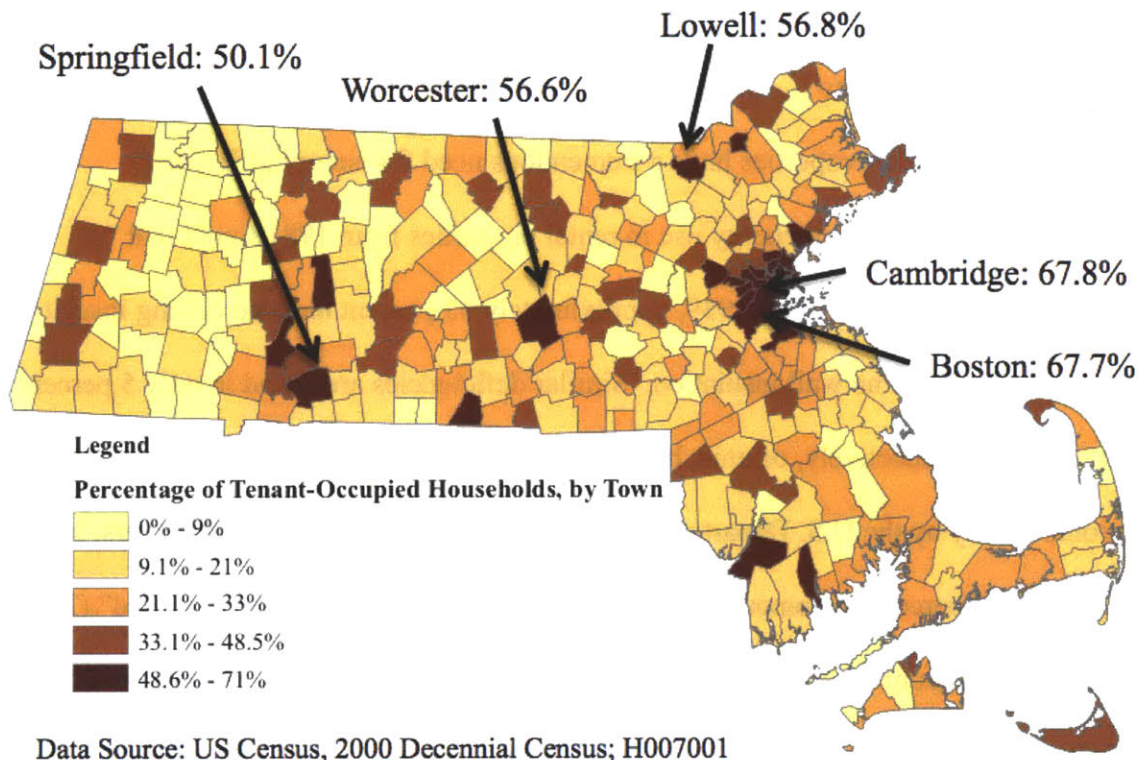 Lowell: 56.8%
Springfield: 50.1%
Worcester: 56.6%
Cambridge: 67.8%
Boston: 67.7%
Legend
Percentage of Tenant-Occupied Households, by Town
0% - 9%
9.1% - 21%
21.1% - 33%
33.1% - 48.5%
48.6% - 71%
Data Source: US Census, 2000 Decennial Census; H007001